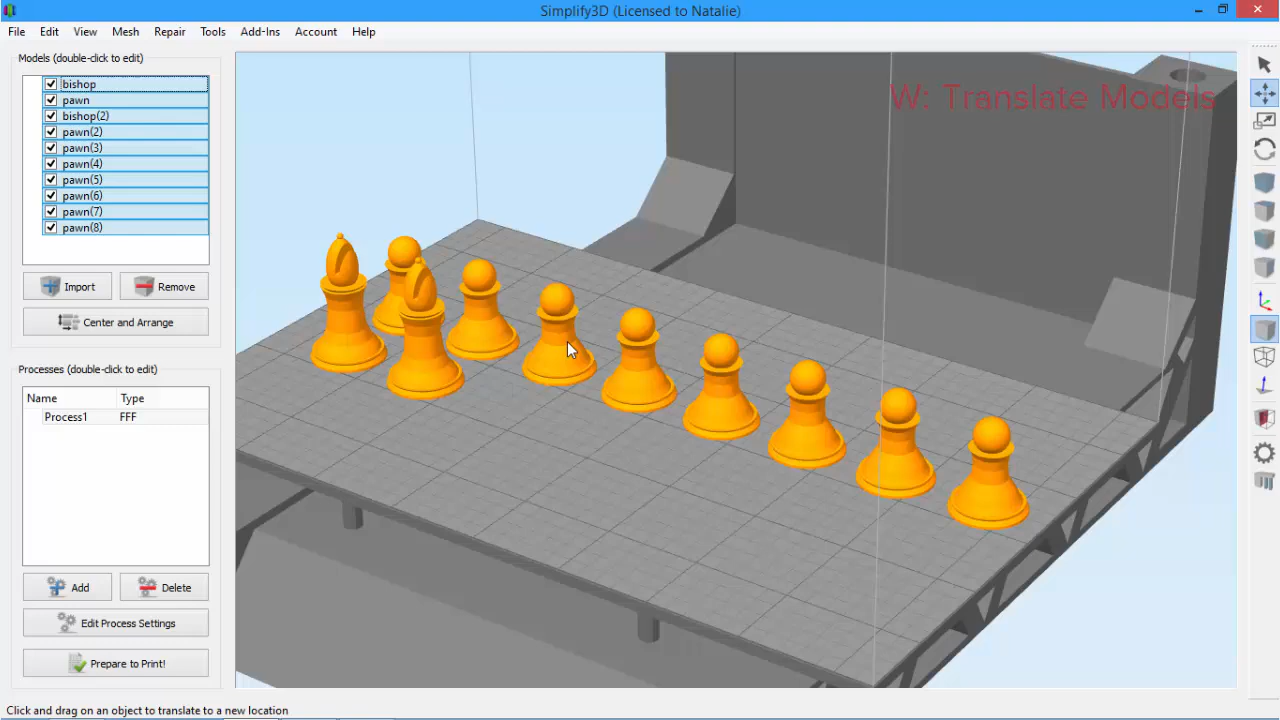 Simplify3D (Licensed to Natalie)
File Edit View Mesh Repair Tools Add-Ins Account Help
Models (double-click to edit)
bishop
pawn
bishop(2)
pawn(2)
pawn(3)
pawn(4)
pawn(5)
pawn(6)
pawn(7)
pawn(8)
Import Remove
Center and Arrange
Processes (double-click to edit)
Name Type
Process1 FFF
Add Delete
Edit Process Settings
Prepare to Print!
W: Translate Models
Click and drag on an object to translate to a new location